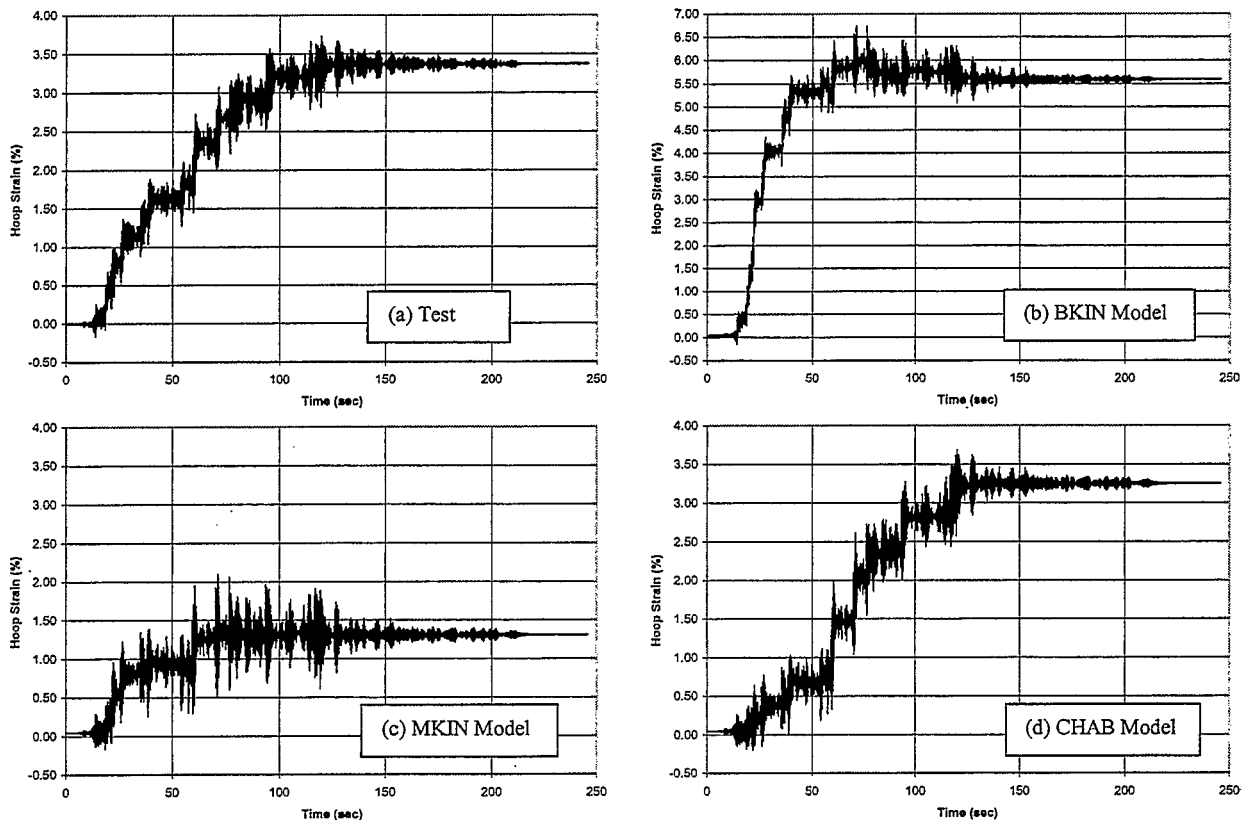 4.00
3.50
3.00
2.50
2.00
1.50
1.00
0.50
0.00
-0.50
Hoop Strain (%)
0 50 100 150 200 250
Time (sec)
(a) Test
7.00
6.50
6.00
5.50
5.00
4.50
4.00
3.50
3.00
2.50
2.00
1.50
1.00
0.50
0.00
-0.50
Hoop Strain (%)
0 50 100 150 200 250
Time (sec)
(b) BKIN Model
4.00
3.50
3.00
2.50
2.00
1.50
1.00
0.50
0.00
-0.50
Hoop Strain (%)
0 50 100 150 200 250
Time (sec)
(c) MKIN Model
4.00
3.50
3.00
2.50
2.00
1.50
1.00
0.50
0.00
-0.50
Hoop Strain (%)
0 50 100 150 200 250
Time (sec)
(d) CHAB Model